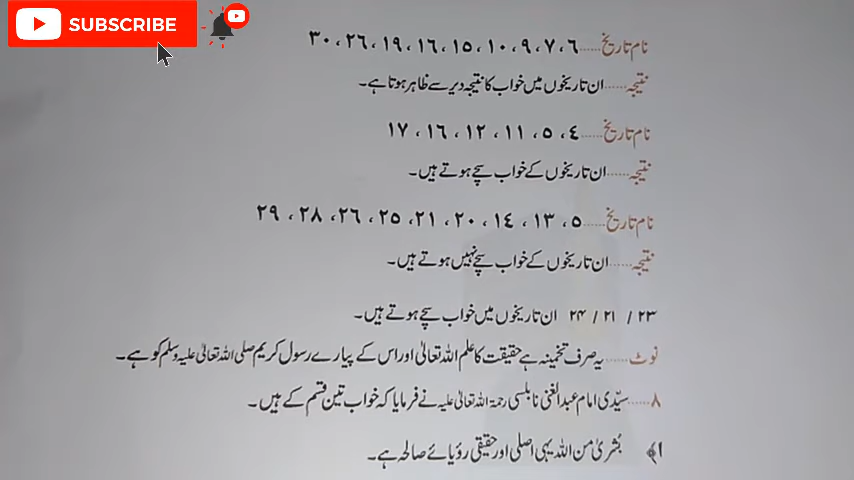 SUBSCRIBE
نام تاریخ......۶، ۷، ۹، ۱۰، ۱۵، ۱۶، ۱۹، ۲۶، ۳۰
نتیجہ......ان تاریخوں میں خواب کا نتیجہ دیر سے ظاہر ہوتا ہے۔
نام تاریخ......٤، ۵، ۱۱، ۱۲، ۱۶، ۱۷
نتیجہ......ان تاریخوں کے خواب سچے ہوتے ہیں۔
نام تاریخ......۵، ۱۳، ۱٤، ۲۰، ۲۱، ۲۵، ۲۶، ۲۸، ۲۹
نتیجہ......ان تاریخوں کے خواب سچے نہیں ہوتے ہیں۔
۲۳ / ۲۱ / ۲۴ ان تاریخوں میں خواب سچے ہوتے ہیں۔
نوٹ......یہ صرف تخمینہ ہے حقیقت کا علم اللہ تعالیٰ اور اس کے پیارے رسول کریم صلی اللہ تعالیٰ علیہ وسلم کو ہے۔
۸......سیّدی امام عبدالغنی نابلسی رحمۃ اللہ تعالیٰ علیہ نے فرمایا کہ خواب تین قسم کے ہیں۔
۱﴾ بُشریٰ من اللہ یہی اصلی اور حقیقی رؤیائے صالحہ ہے۔